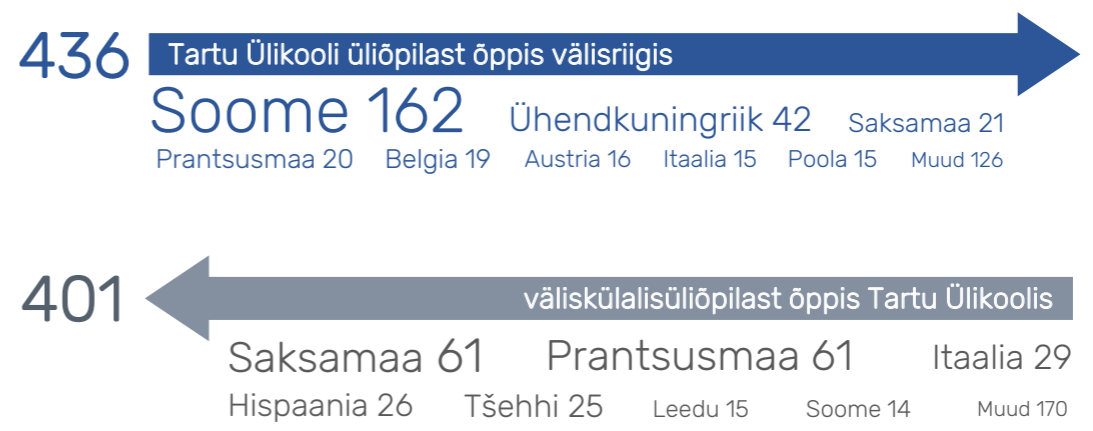 436 Tartu Ülikooli üliõpilast õppis välisriigis
Soome 162 Ühendkuningriik 42 Saksamaa 21
Prantsusmaa 20 Belgia 19 Austria 16 Itaalia 15 Poola 15 Muud 126
401 väliskülalisüliõpilast õppis Tartu Ülikoolis
Saksamaa 61 Prantsusmaa 61 Itaalia 29
Hispaania 26 Tšehhi 25 Leedu 15 Soome 14 Muud 170